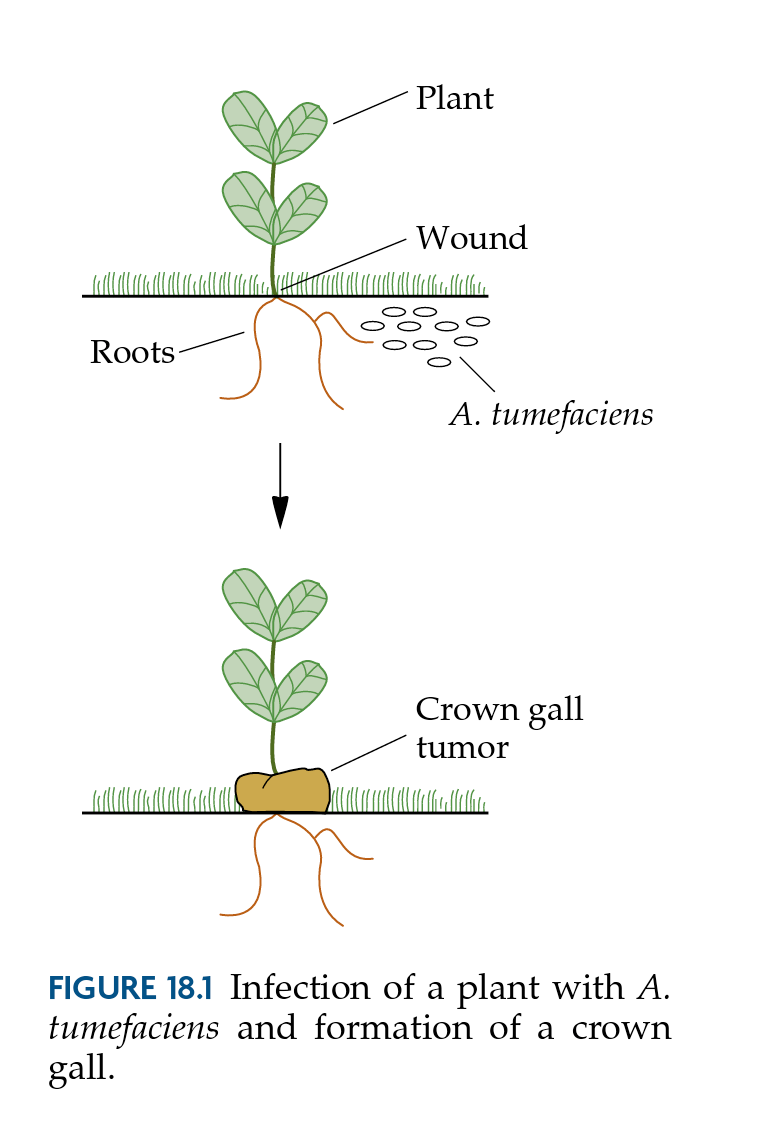 Plant
Wound
Roots
A. tumefaciens
Crown gall
tumor
FIGURE 18.1 Infection of a plant with A.
tumefaciens and formation of a crown
gall.